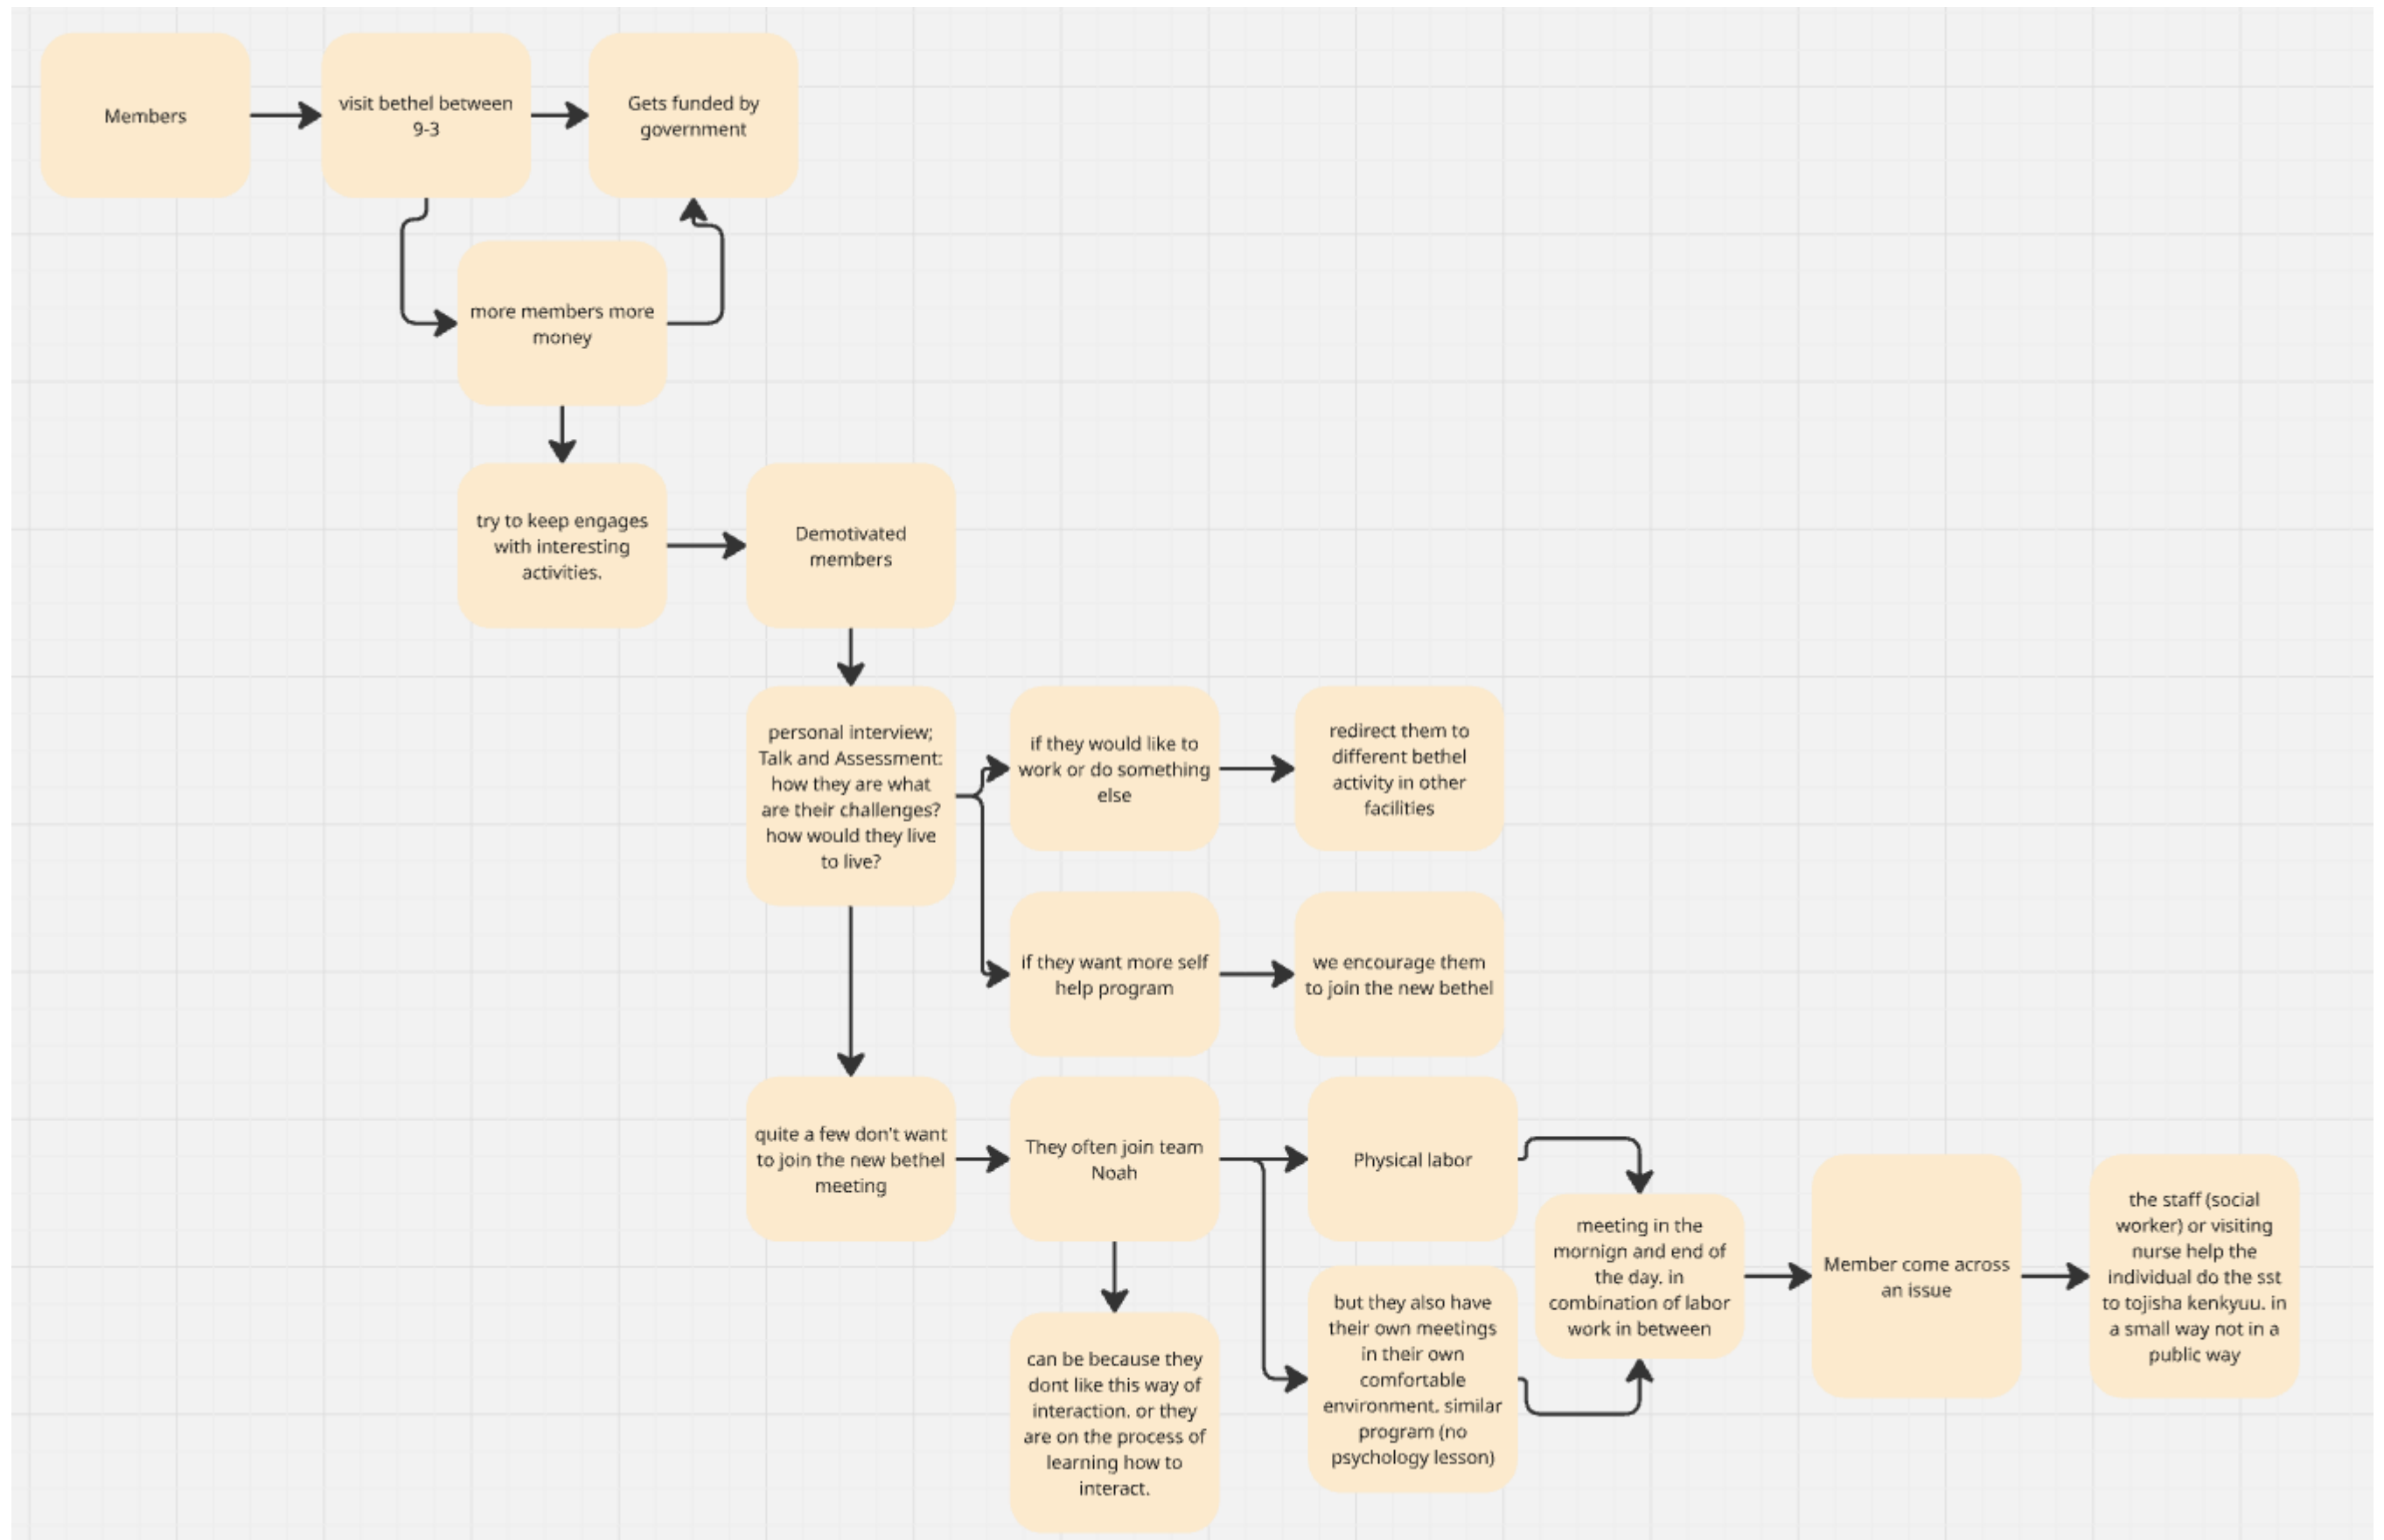 Members
visit bethel between
9-3
Gets funded by
government
more members more
money
try to keep engages
with interesting
activities.
Demotivated
members
personal interview;
Talk and Assessment:
how they are what
are their challenges?
how would they live
to live?
if they would like to
work or do something
else
redirect them to
different bethel
activity in other
facilities
if they want more self
help program
we encourage them
to join the new bethel
quite a few don't want
to join the new bethel
meeting
They often join team
Noah
Physical labor
can be because they
dont like this way of
interaction. or they
are on the process of
learning how to
interact.
but they also have
their own meetings
in their own
comfortable
environment. similar
program (no
psychology lesson)
meeting in the
mornign and end of
the day. in
combination of labor
work in between
Member come across
an issue
the staff (social
worker) or visiting
nurse help the
individual do the sst
to tojisha kenkyuu. in
a small way not in a
public way